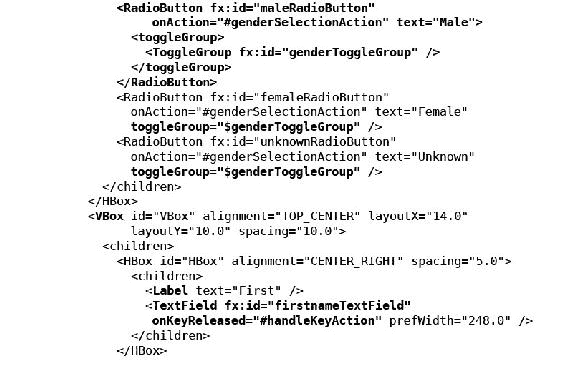 <RadioButton fx:id="maleRadioButton"
onAction="#genderSelectionAction" text="Male">
<toggleGroup>
<ToggleGroup fx:id="genderToggleGroup" />
</toggleGroup>
</RadioButton>
<RadioButton fx:id="femaleRadioButton"
onAction="#genderSelectionAction" text="Female"
toggleGroup="$genderToggleGroup" />
<RadioButton fx:id="unknownRadioButton"
onAction="#genderSelectionAction" text="Unknown"
toggleGroup="$genderToggleGroup" />
</children>
</HBox>
<VBox id="VBox" alignment="TOP_CENTER" layoutX="14.0"
layoutY="10.0" spacing="10.0">
<children>
<HBox id="HBox" alignment="CENTER_RIGHT" spacing="5.0">
<children>
<Label text="First" />
<TextField fx:id="firstnameTextField"
onKeyReleased="#handleKeyAction" prefWidth="248.0" />
</children>
</HBox>